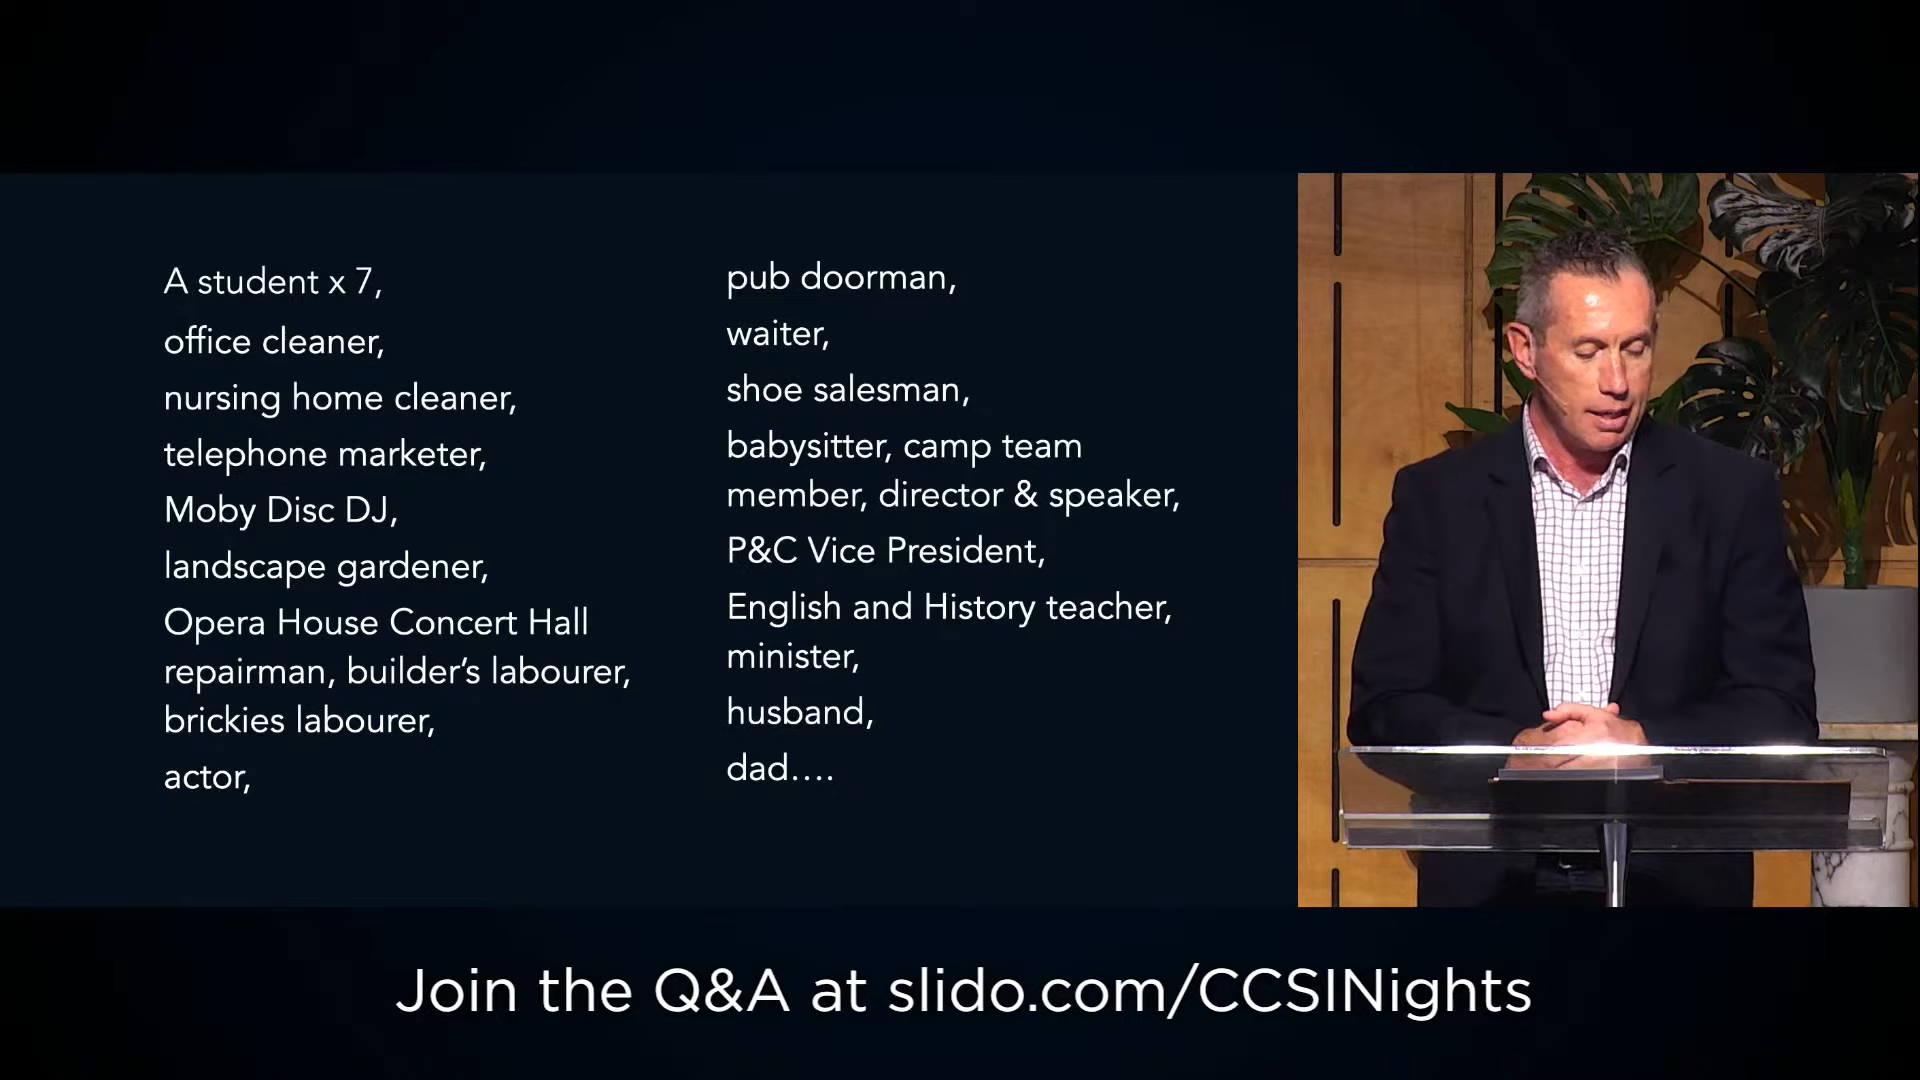 A student x 7,
office cleaner,
nursing home cleaner,
telephone marketer,
Moby Disc DJ,
landscape gardener,
Opera House Concert Hall
repairman, builder’s labourer,
brickies labourer,
actor,
pub doorman,
waiter,
shoe salesman,
babysitter, camp team
member, director & speaker,
P&C Vice President,
English and History teacher,
minister,
husband,
dad….
Join the Q&A at slido.com/CCSINights